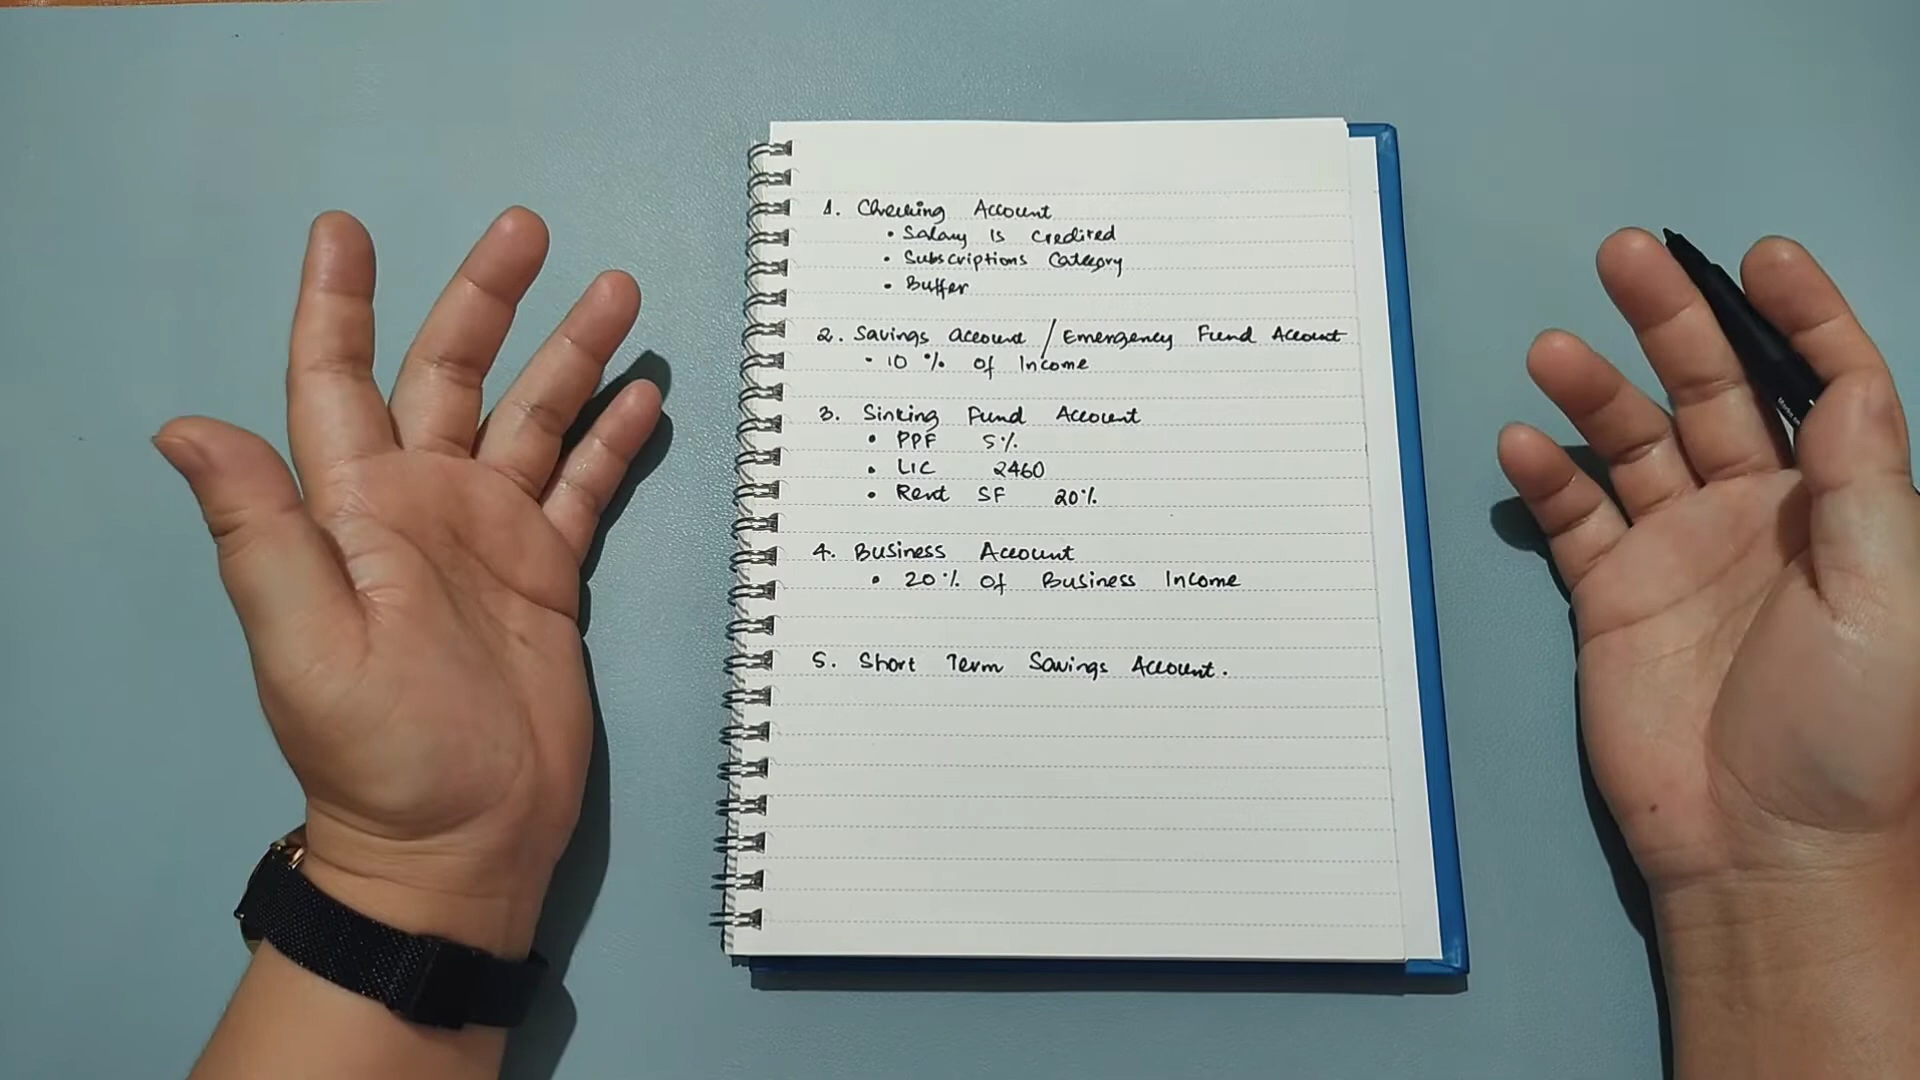 1. Checking Account
• Salary is credired
• Subscriptions Category
• Buffer
2. Savings account / Emergency Fund Account
• 10 % of Income
3. Sinking Fund Account
• PPF 5%
• LIC 2460
• Rent SF 20%
4. Business Account
• 20% of Business Income
5. Short Term Savings Account.